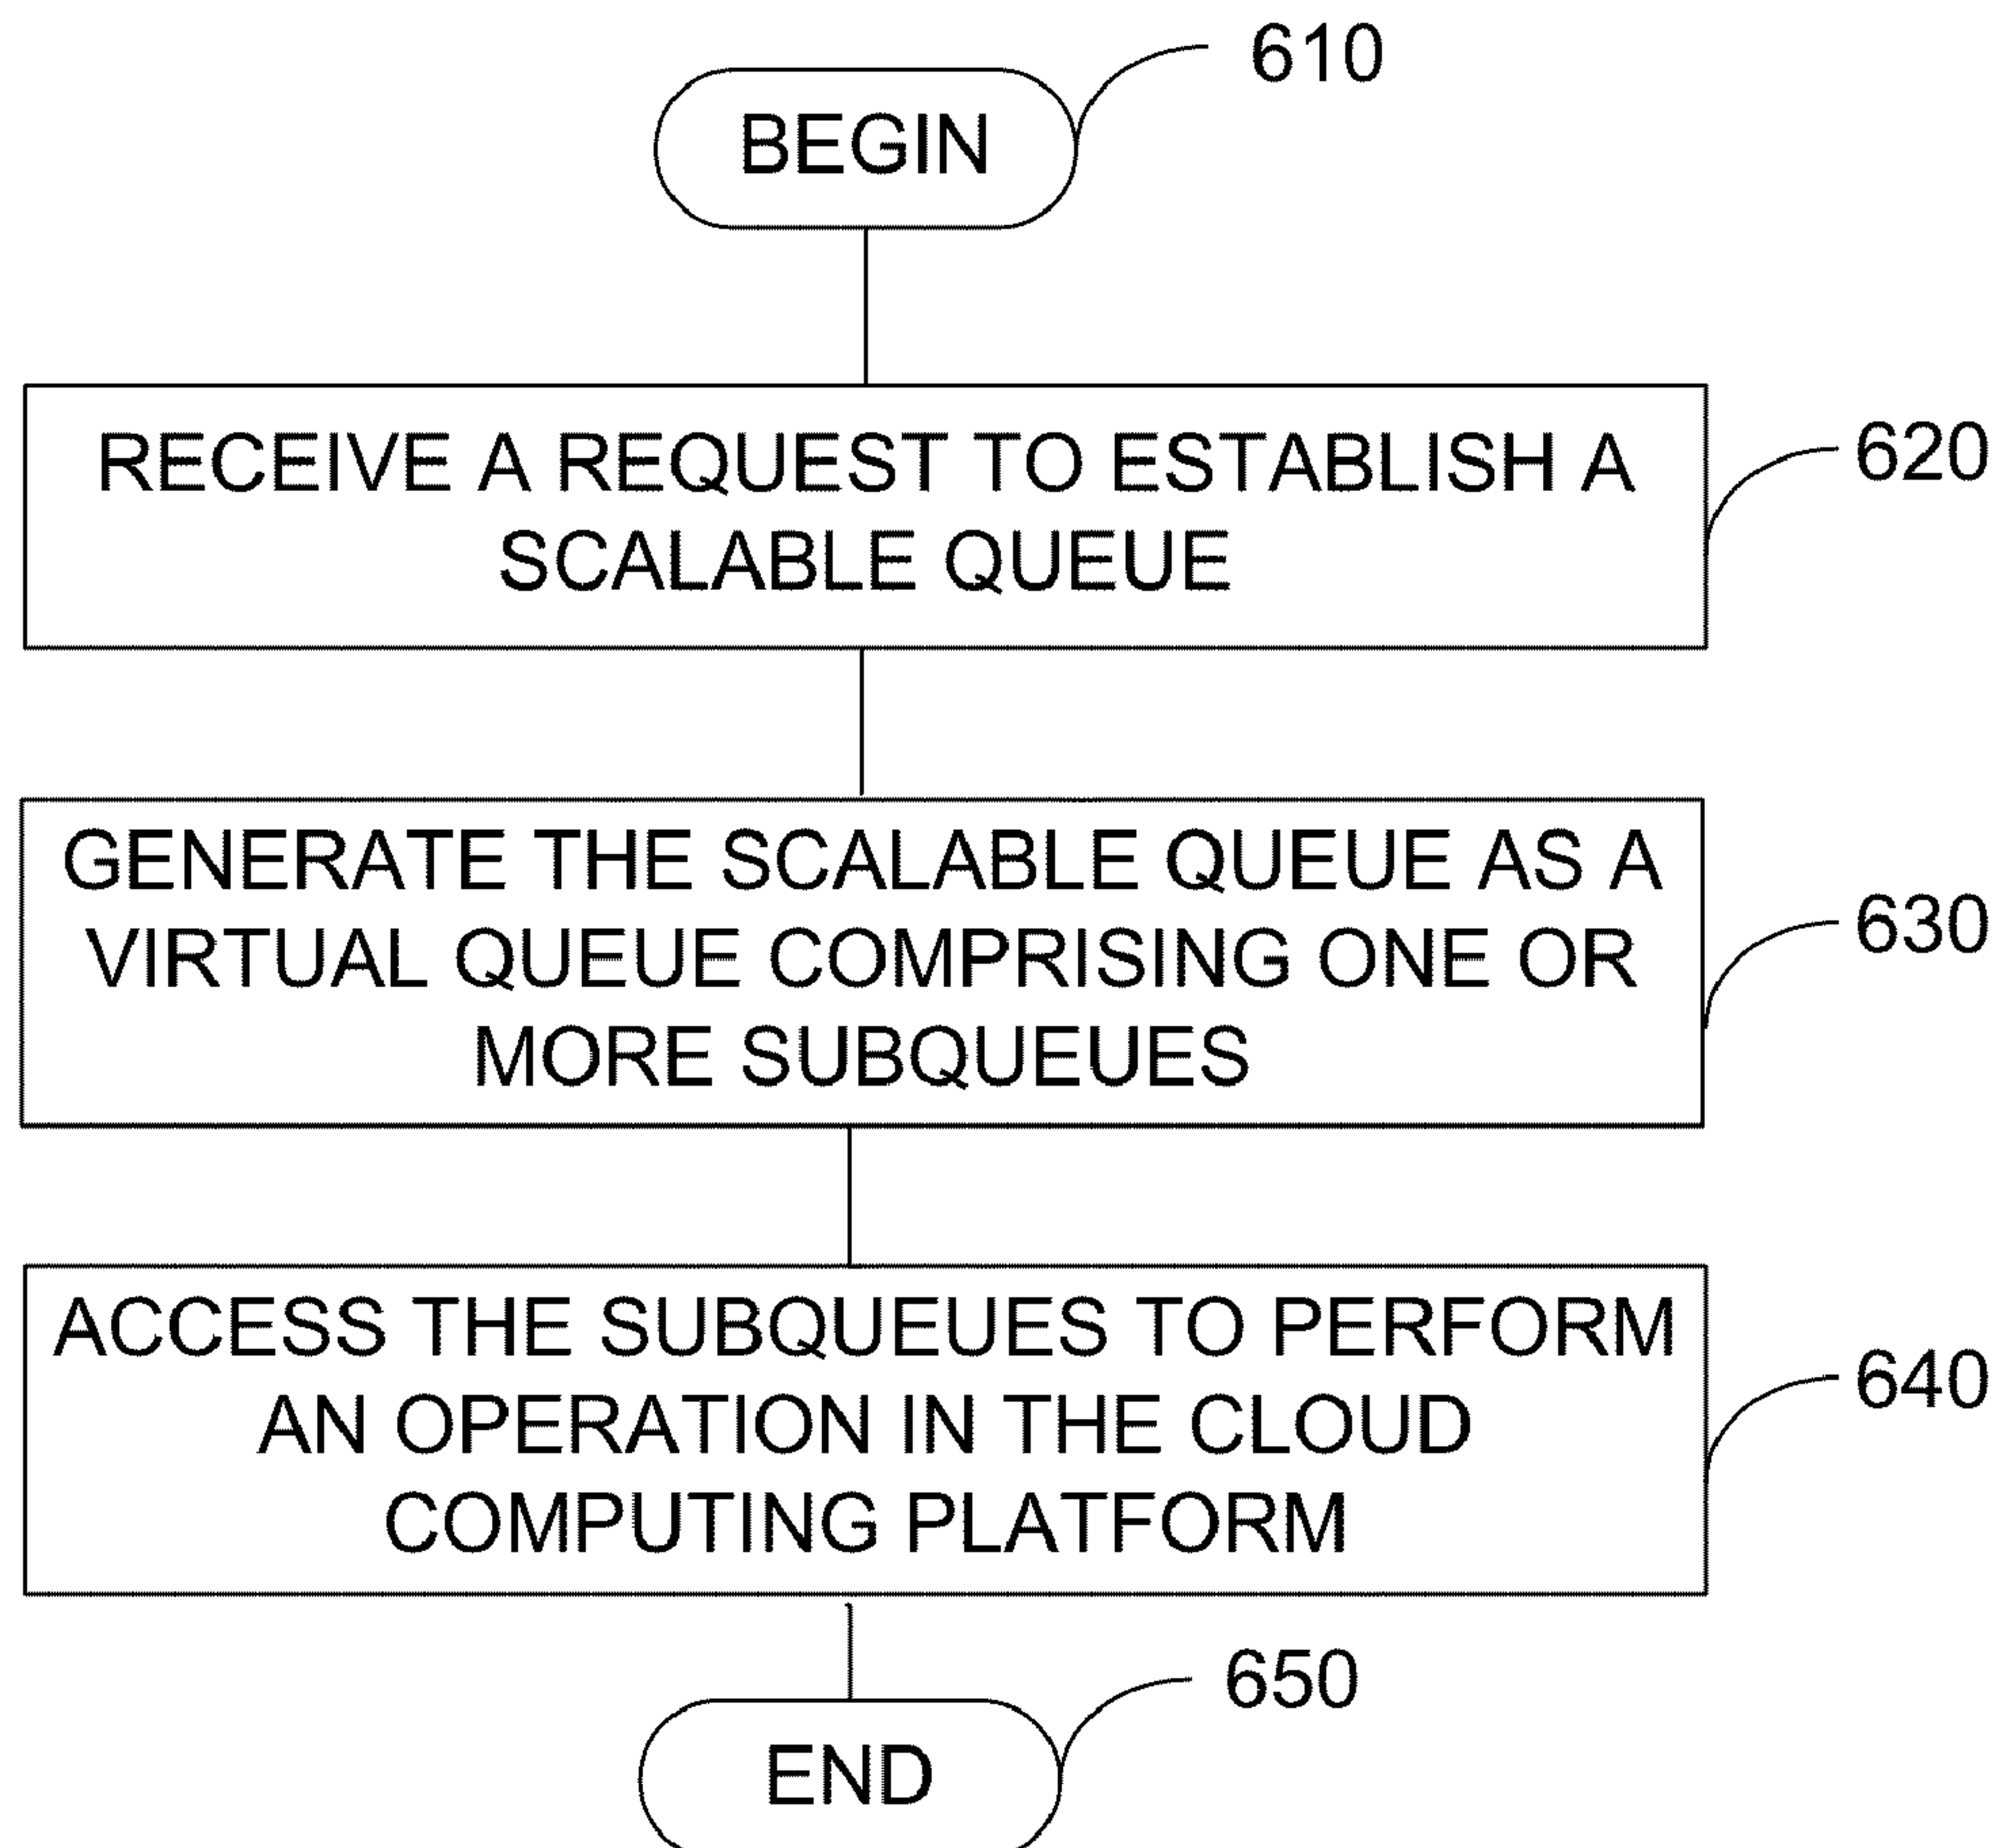 610
BEGIN
RECEIVE A REQUEST TO ESTABLISH A
620
SCALABLE QUEUE
GENERATE THE SCALABLE QUEUE AS A
VIRTUAL QUEUE COMPRISING ONE OR
630
MORE SUBQUEUES
ACCESS THE SUBQUEUES TO PERFORM
640
AN OPERATION IN THE CLOUD
COMPUTING PLATFORM
650
END